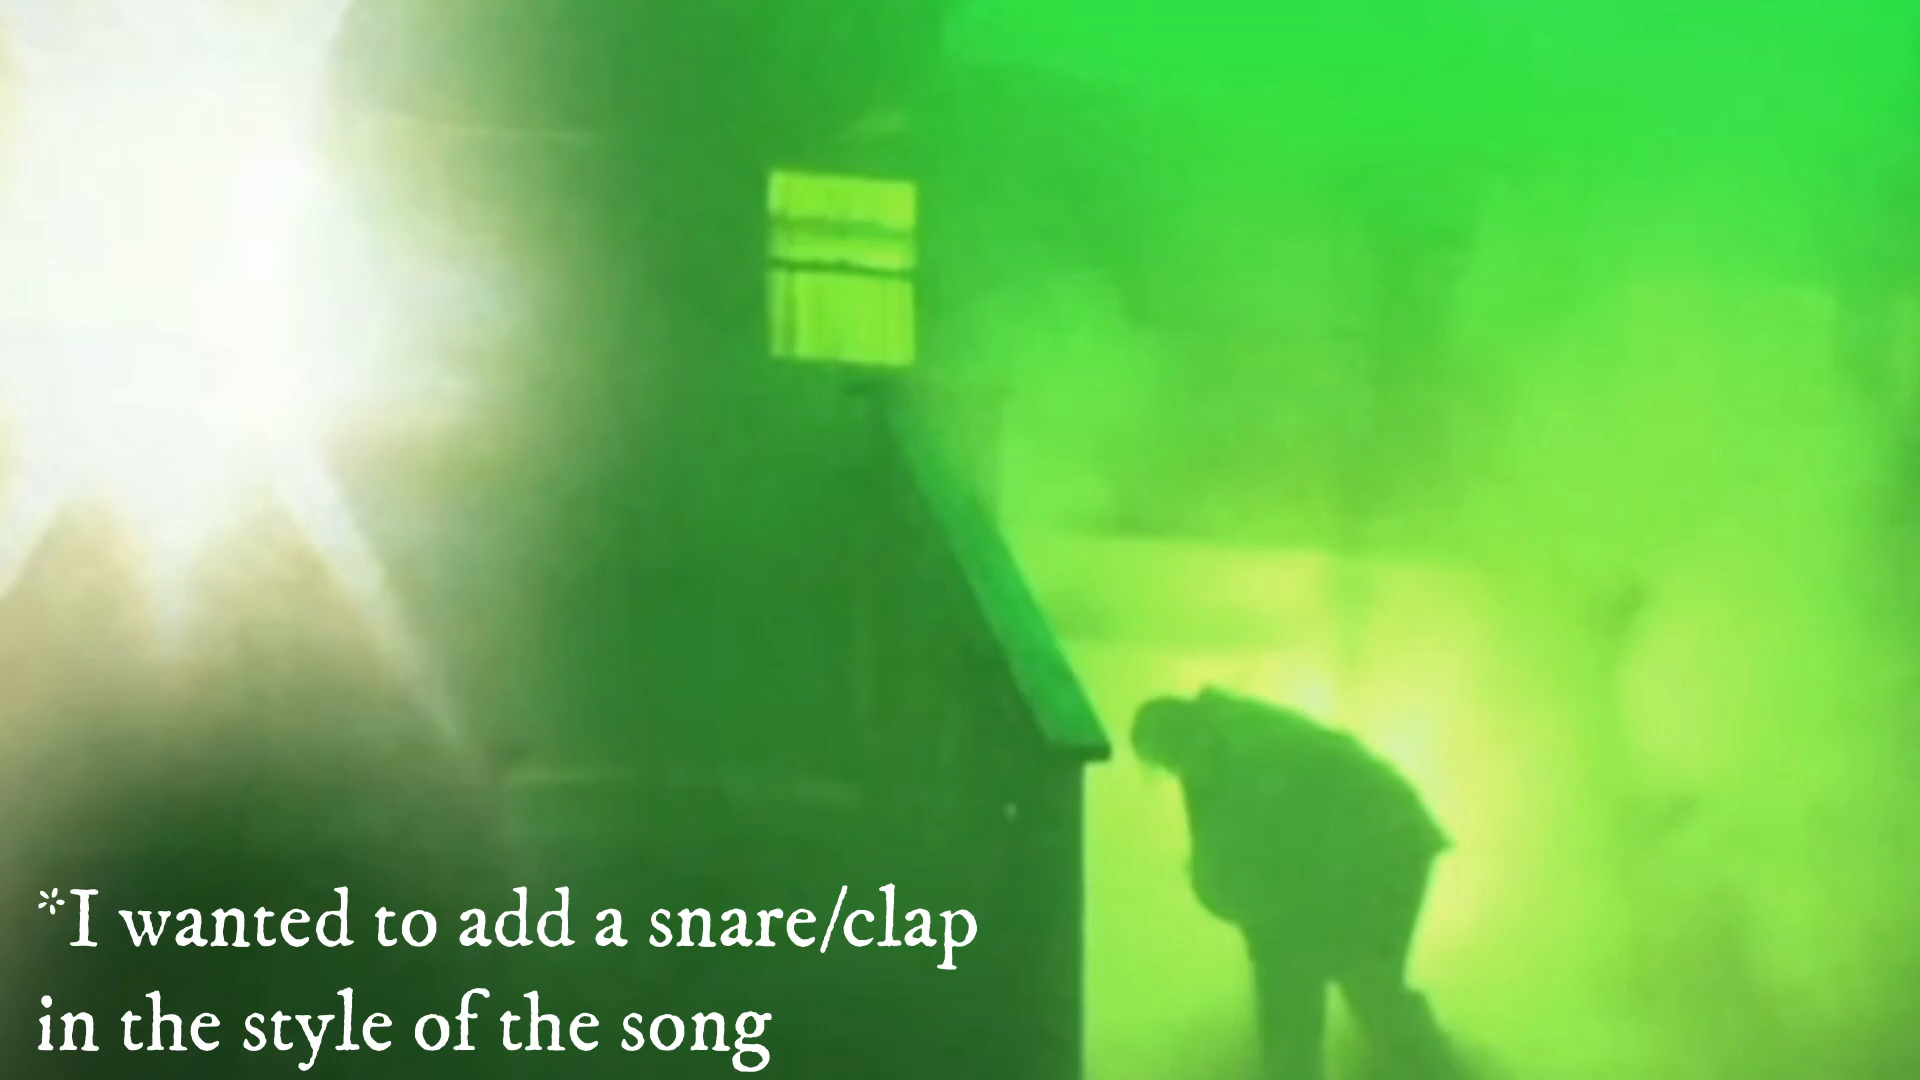 *I wanted to add a snare/clap
in the style of the song